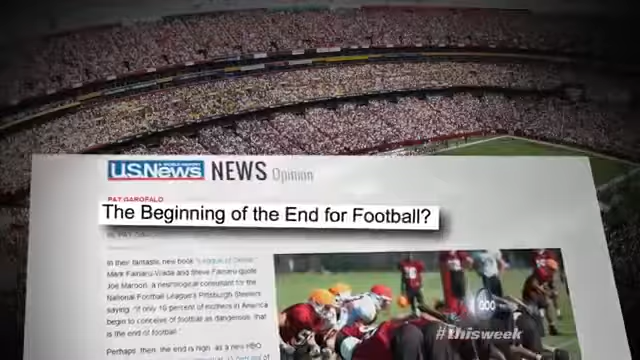 U.S.News NEWS Opinion
PAT GAROFALO
The Beginning of the End for Football?
In their fantastic new book "League of Denial,"
Mark Fainaru-Wada and Steve Fainaru quote
Joe Maroon, a neurological consultant for the
National Football League's Pittsburgh Steelers
saying, "If only 10 percent of mothers in America
begin to conceive of football as dangerous, that
is the end of football."
Perhaps, then, the end is nigh, as a new HBO
abc
#thisweek